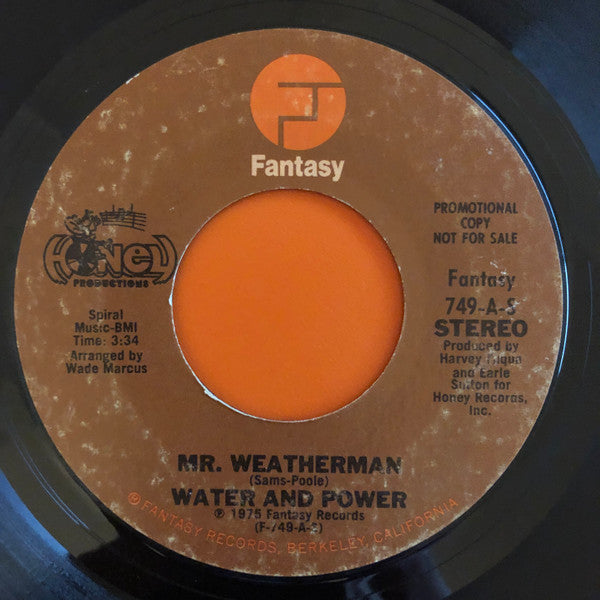 Fantasy
HONEY
PRODUCTIONS
PROMOTIONAL
COPY
NOT FOR SALE
Spiral
Music-BMI
Time: 3:34
Arranged by
Wade Marcus
Fantasy
749-A-S
STEREO
Produced by
Harvey
and Earle
Sutton for
Honey Records,
Inc.
MR. WEATHERMAN
(Sams-Poole)
WATER AND POWER
℗ 1975 Fantasy Records
(F-749-A-S)
℗ FANTASY RECORDS, BERKELEY, CALIFORNIA